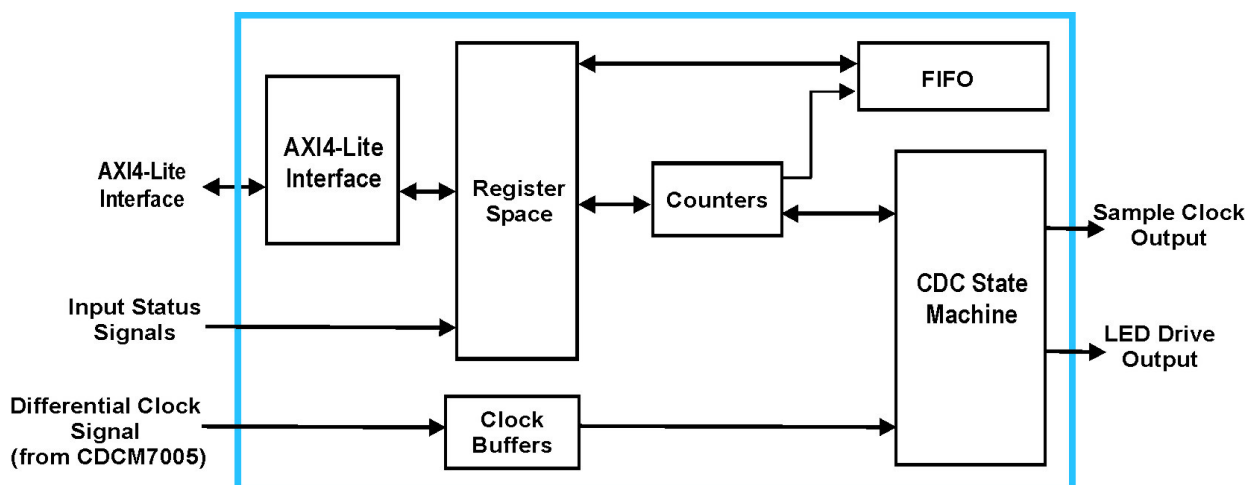 FIFO
AXI4-Lite
Interface
AXI4-Lite
Interface
Register
Space
Counters
Sample Clock
Output
CDC State
Machine
Input Status
Signals
LED Drive
Output
Differential Clock
Signal
(from CDCM7005)
Clock
Buffers